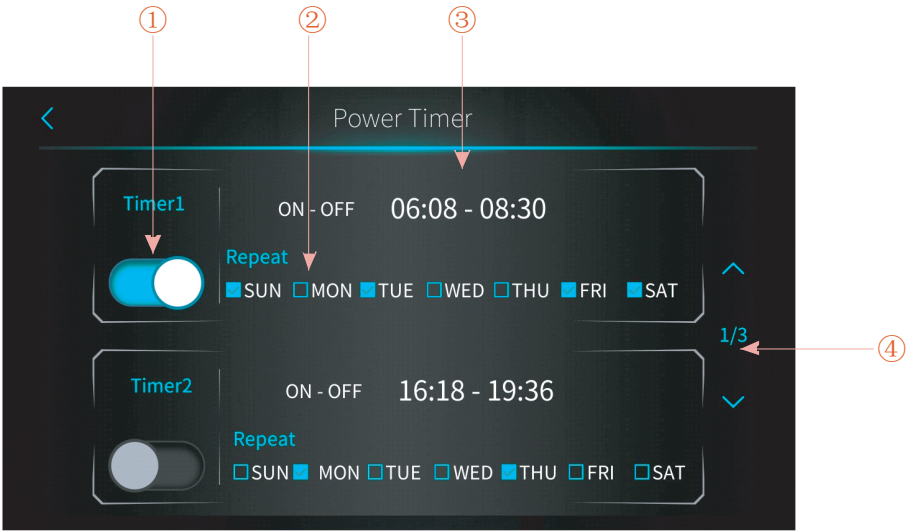 ① ② ③
Power Timer
Timer1
ON - OFF 06:08 - 08:30
Repeat
SUN MON TUE WED THU FRI SAT
1/3
④
Timer2
ON - OFF 16:18 - 19:36
Repeat
SUN MON TUE WED THU FRI SAT